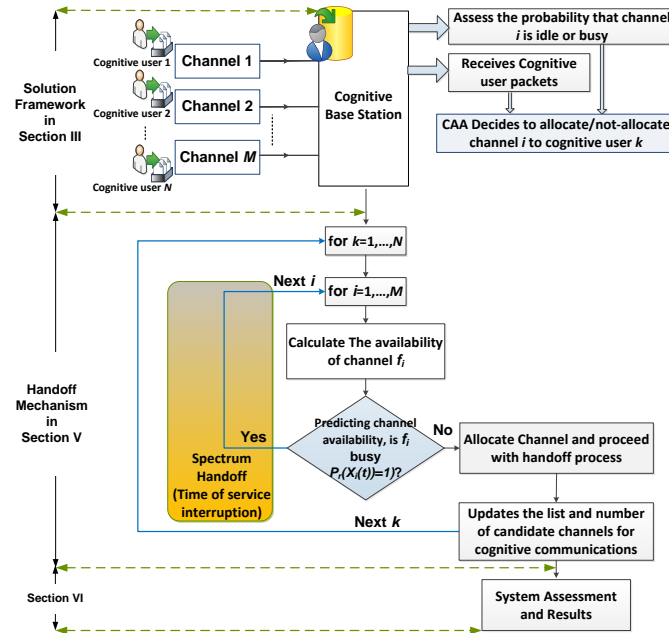 Solution
Framework
in
Section III
Cognitive user 1
Channel 1
Cognitive user 2
Channel 2
Cognitive user N
Channel M
Cognitive
Base Station
Assess the probability that channel
i is idle or busy
Receives Cognitive
user packets
CAA Decides to allocate/not-allocate
channel i to cognitive user k
Handoff
Mechanism
in
Section V
for k=1,...,N
Next i
for i=1,...,M
Calculate The availability
of channel fi
Predicting channel
availability, is fi
busy
Pr(Xi(t))=1)?
Yes
No
Spectrum
Handoff
(Time of service
interruption)
Allocate Channel and proceed
with handoff process
Next k
Updates the list and number
of candidate channels for
cognitive communications
Section VI
System Assessment
and Results